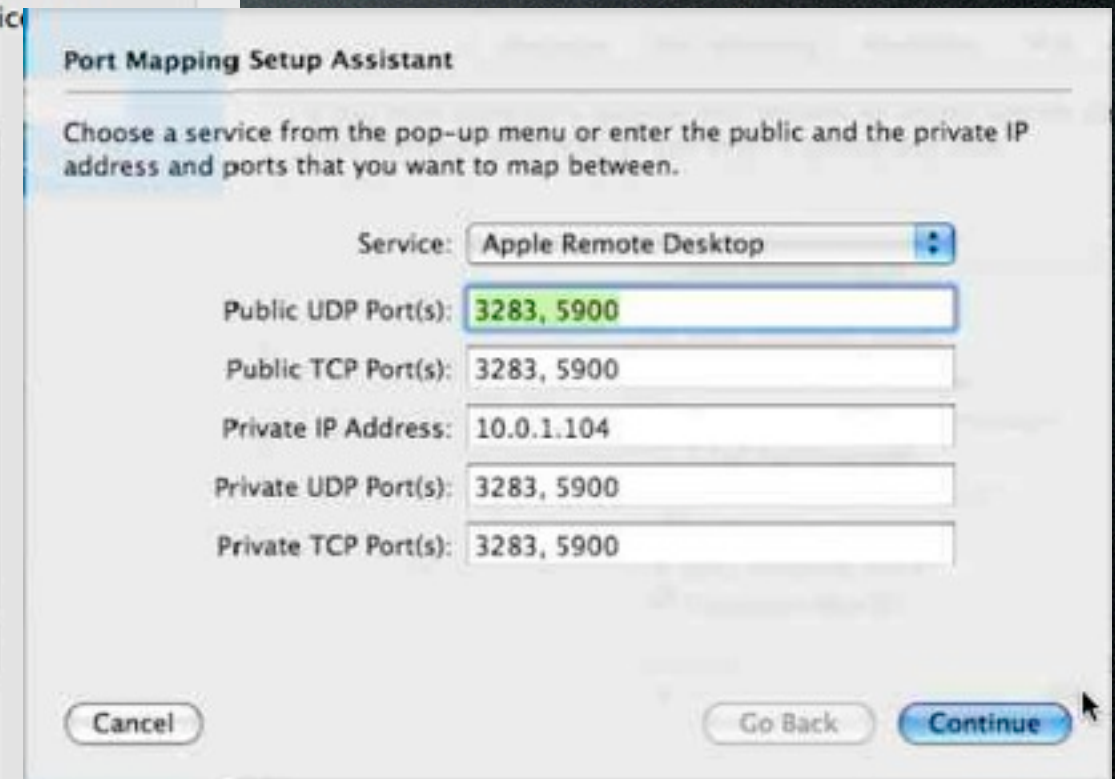 Port Mapping Setup Assistant
Choose a service from the pop-up menu or enter the public and the private IP
address and ports that you want to map between.
Service: Apple Remote Desktop
Public UDP Port(s): 3283, 5900
Public TCP Port(s): 3283, 5900
Private IP Address: 10.0.1.104
Private UDP Port(s): 3283, 5900
Private TCP Port(s): 3283, 5900
Cancel Go Back Continue